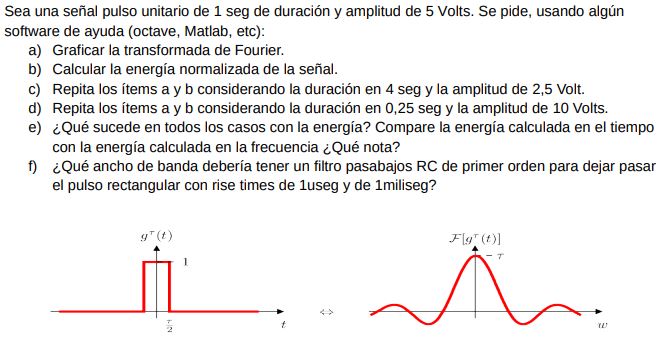 Sea una señal pulso unitario de 1 seg de duración y amplitud de 5 Volts. Se pide, usando algún
software de ayuda (octave, Matlab, etc):
a) Graficar la transformada de Fourier.
b) Calcular la energía normalizada de la señal.
c) Repita los ítems a y b considerando la duración en 4 seg y la amplitud de 2,5 Volt.
d) Repita los ítems a y b considerando la duración en 0,25 seg y la amplitud de 10 Volts.
e) ¿Qué sucede en todos los casos con la energía? Compare la energía calculada en el tiempo
con la energía calculada en la frecuencia ¿Qué nota?
f) ¿Qué ancho de banda debería tener un filtro pasabajos RC de primer orden para dejar pasar
el pulso rectangular con rise times de 1useg y de 1miliseg?
g^τ(t)
1
τ/2
t
⇔
F[g^τ(t)]
τ
w